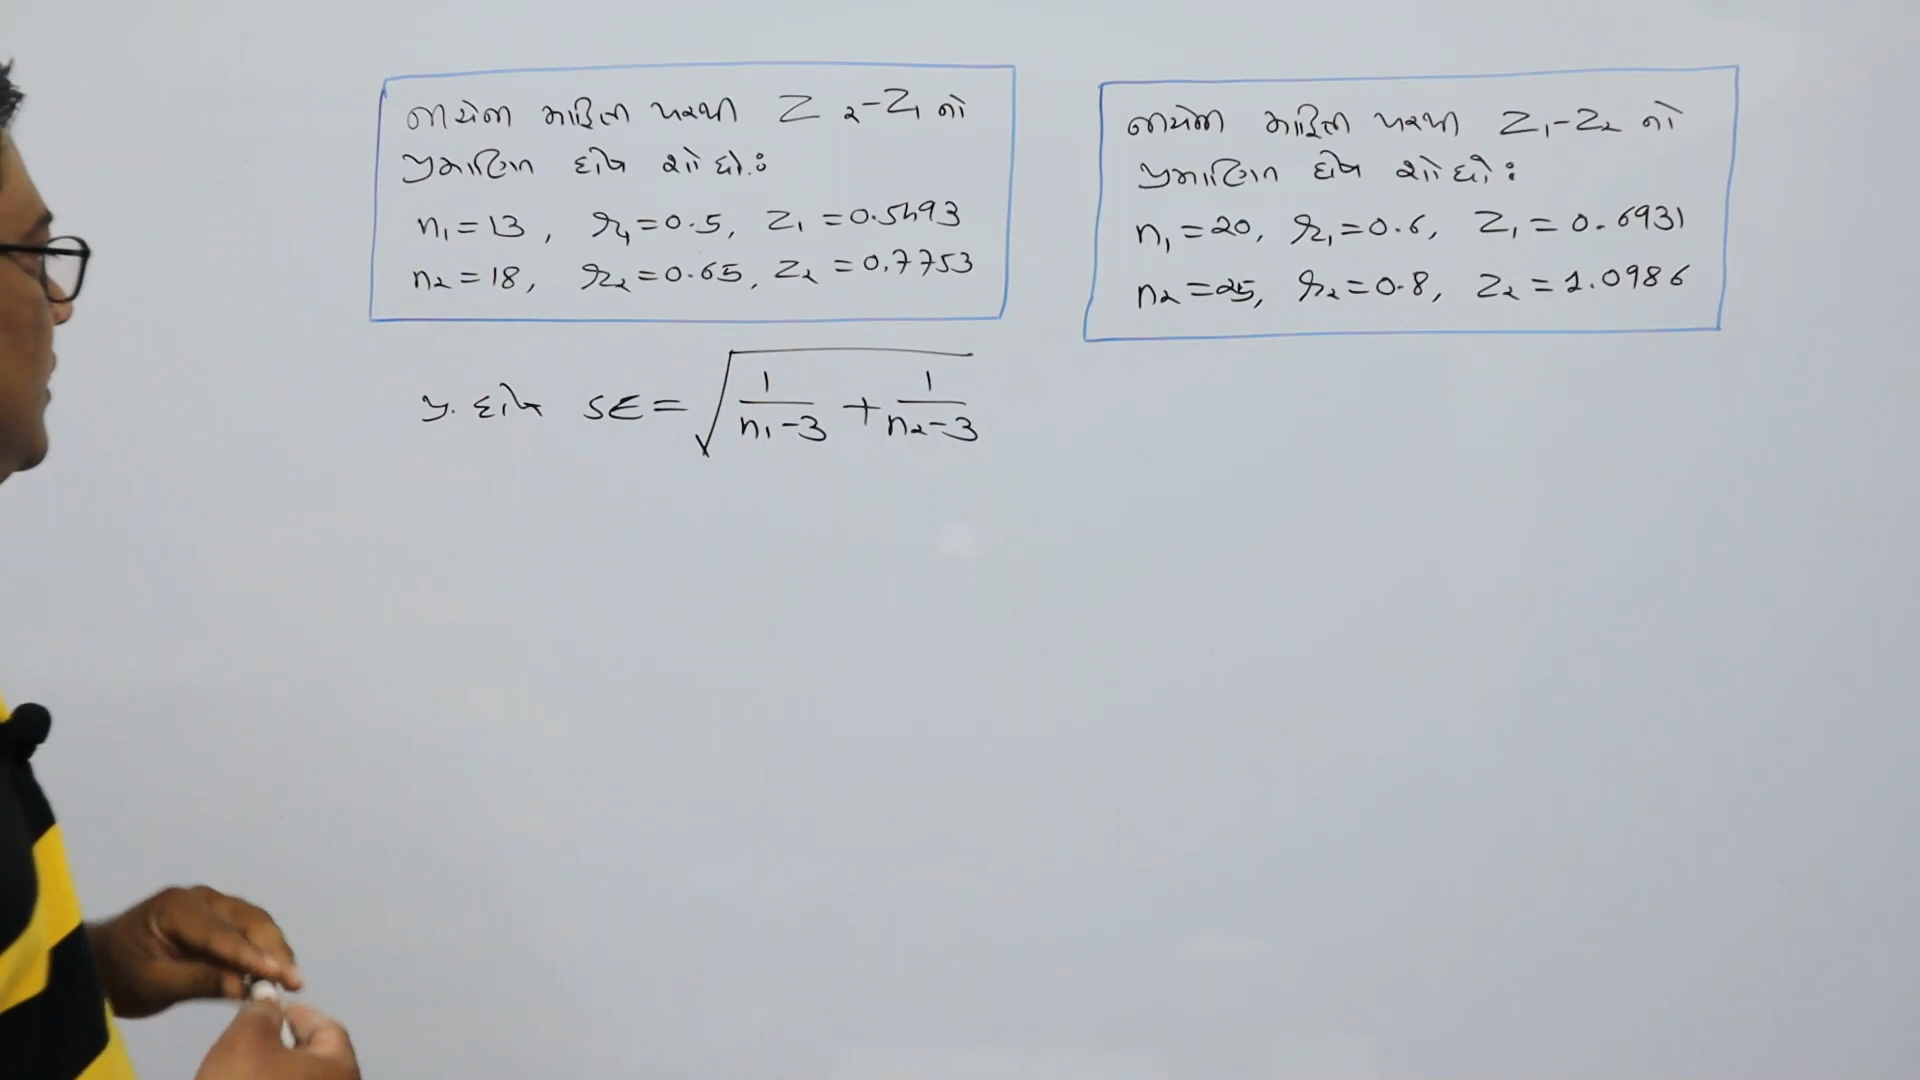 નીચેના માહિતી પરથી Z₂-Z₁ નો
પ્રમાણિત દોષ શોધો:
n₁=13, r₁=0.5, Z₁=0.5493
n₂=18, r₂=0.65, Z₂=0.7753
પ્ર. દોષ SE=√(1/(n₁-3) + 1/(n₂-3))
નીચેના માહિતી પરથી Z₁-Z₂ નો
પ્રમાણિત દોષ શોધો:
n₁=20, r₁=0.6, Z₁=0.6931
n₂=25, r₂=0.8, Z₂=1.0986